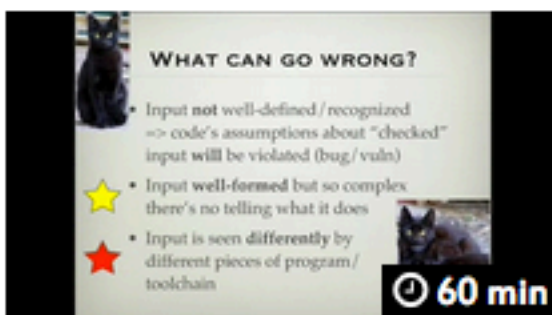 WHAT CAN GO WRONG?
• Input not well-defined/recognized
=> code's assumptions about "checked"
input will be violated (bug/vuln)
• Input well-formed but so complex
there's no telling what it does
• Input is seen differently by
different pieces of program/
toolchain
60 min